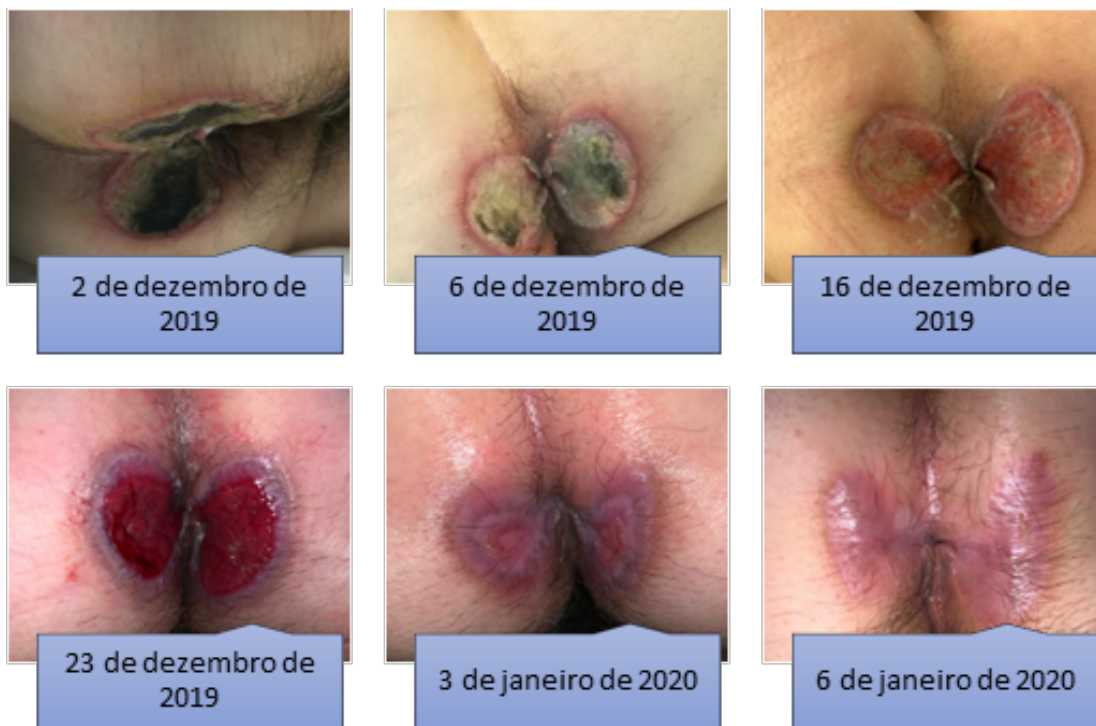 2 de dezembro de
2019
6 de dezembro de
2019
16 de dezembro de
2019
23 de dezembro de
2019
3 de janeiro de 2020
6 de janeiro de 2020